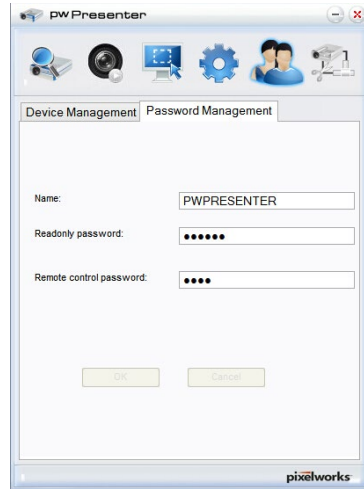 pw Presenter
Device Management Password Management
Name: PWPRESENTER
Readonly password: ●●●●●●
Remote control password: ●●●●
OK Cancel
pixelworks